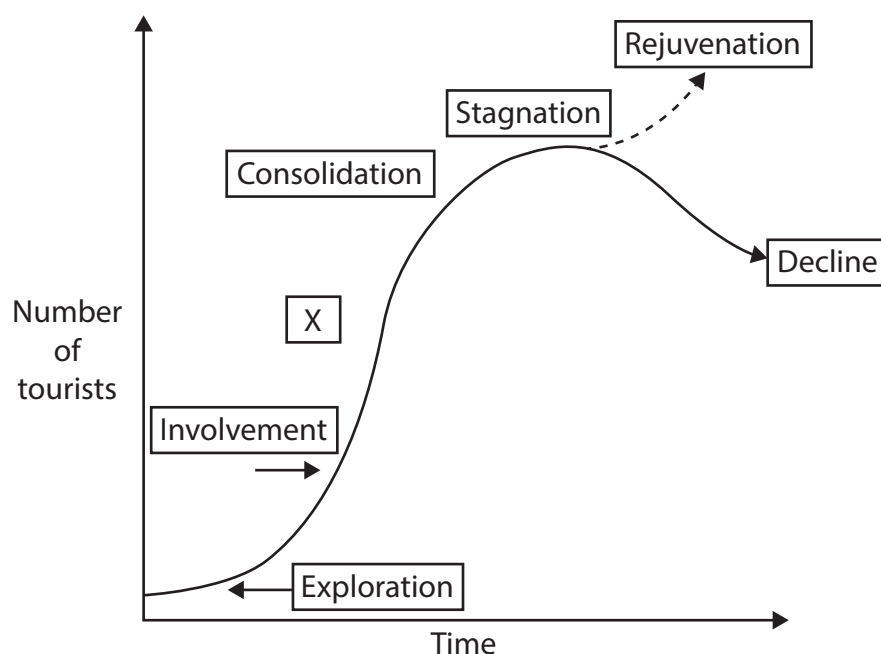 Rejuvenation
Stagnation
Consolidation
Decline
X
Number
of
tourists
Involvement
Exploration
Time